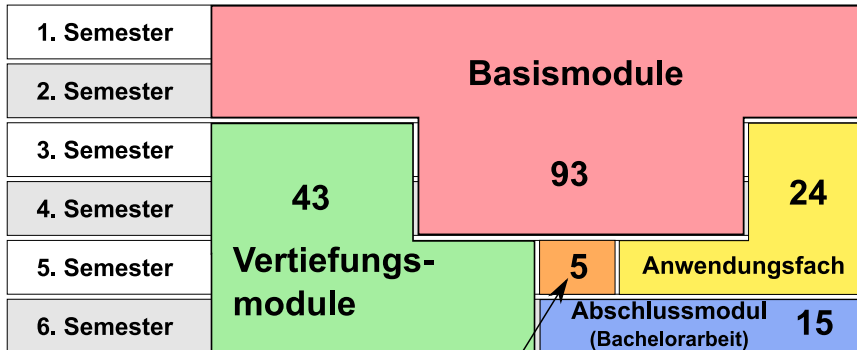 1. Semester
2. Semester
3. Semester
4. Semester
5. Semester
6. Semester
Basismodule
93
43
Vertiefungs-
module
24
Anwendungsfach
5
Abschlussmodul
(Bachelorarbeit)
15